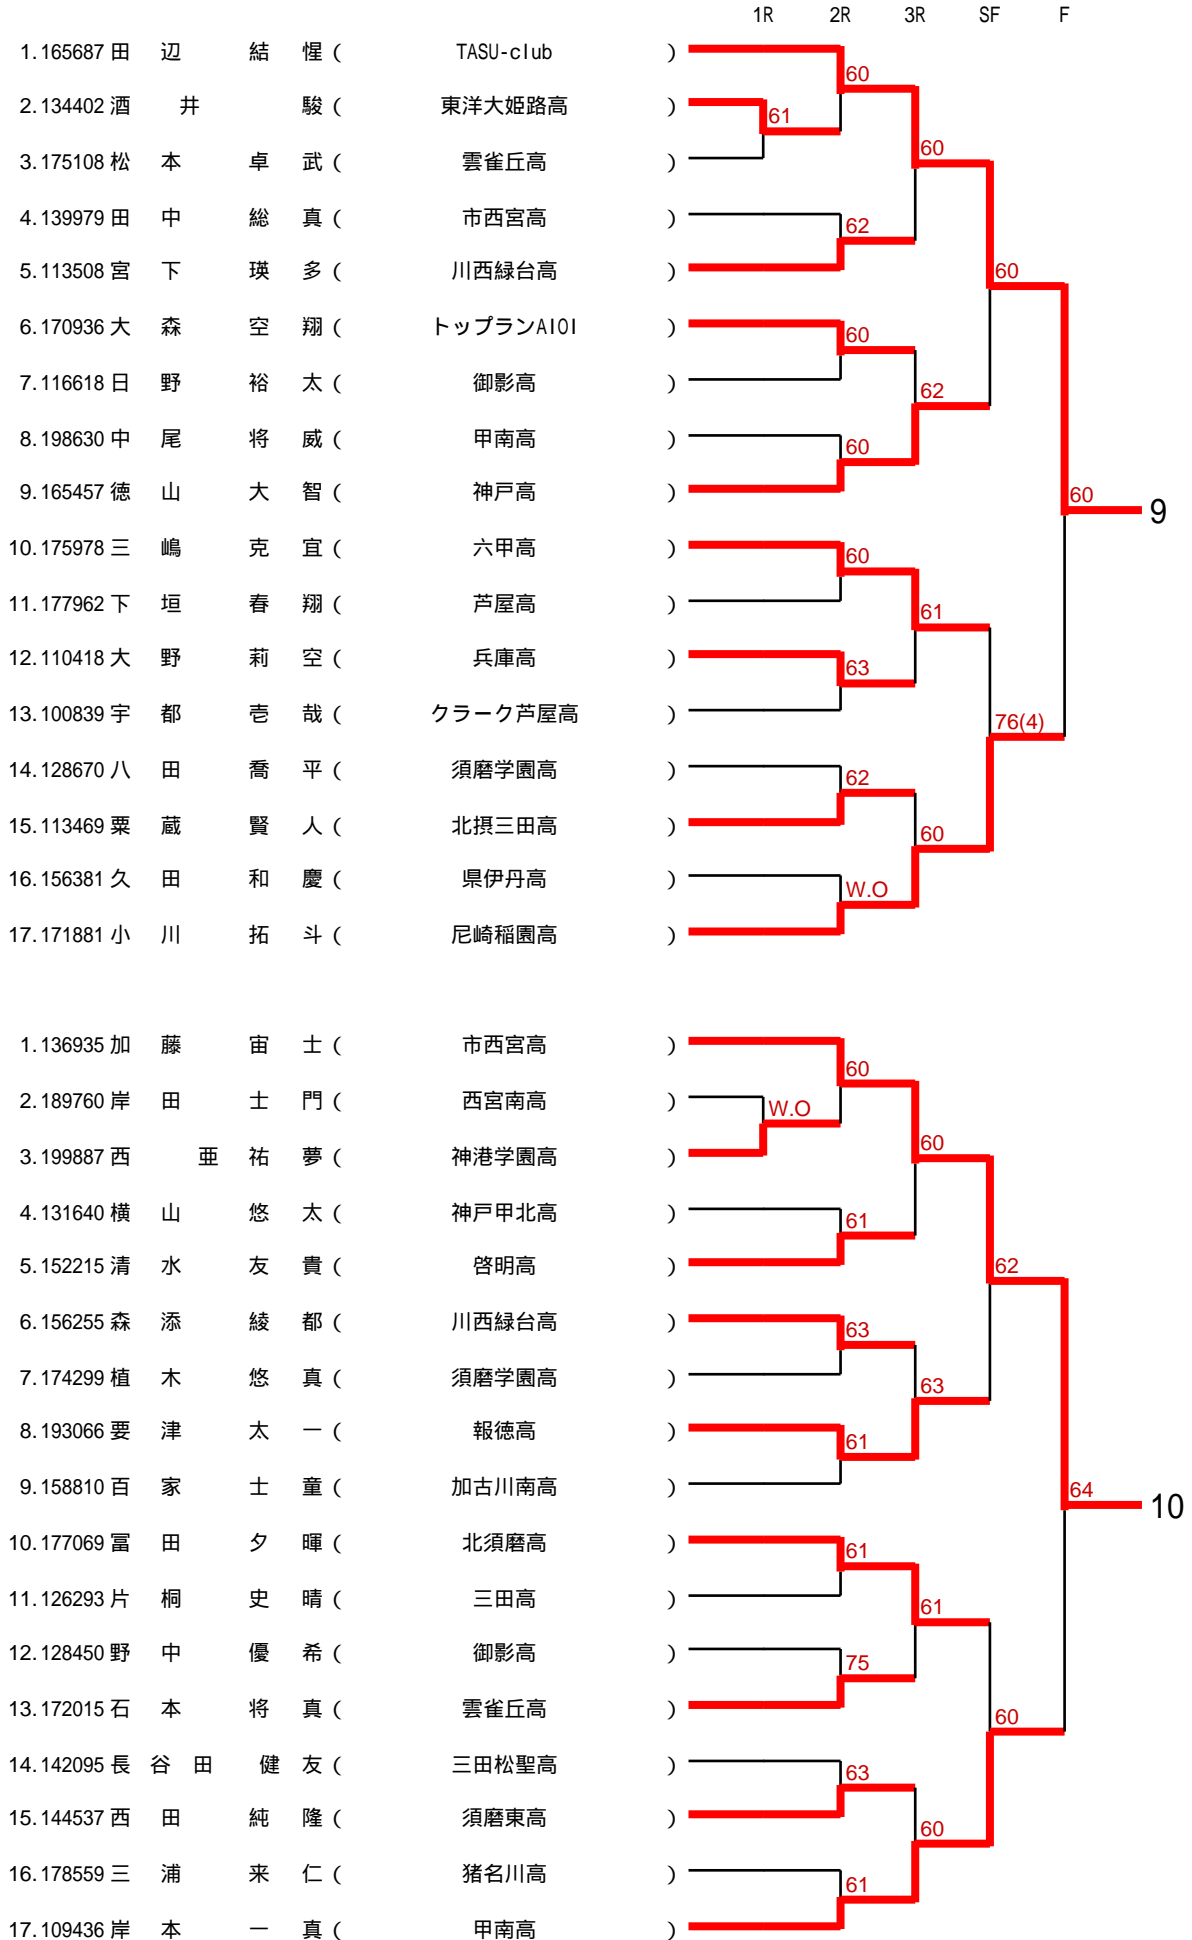 1R 2R 3R SF F
1.165687 田 辺 結 惺 ( TASU-club )
60
2.134402 酒 井 駿 ( 東洋大姫路高 )
61
3.175108 松 本 卓 武 ( 雲雀丘高 )
60
4.139979 田 中 総 真 ( 市西宮高 )
62
5.113508 宮 下 瑛 多 ( 川西緑台高 )
60
6.170936 大 森 空 翔 ( トップランAIOI )
60
7.116618 日 野 裕 太 ( 御影高 )
62
8.198630 中 尾 将 威 ( 甲南高 )
60
9.165457 徳 山 大 智 ( 神戸高 )
60 9
10.175978 三 嶋 克 宜 ( 六甲高 )
60
11.177962 下 垣 春 翔 ( 芦屋高 )
61
12.110418 大 野 莉 空 ( 兵庫高 )
63
13.100839 宇 都 壱 哉 ( クラーク芦屋高 )
76(4)
14.128670 八 田 喬 平 ( 須磨学園高 )
62
15.113469 粟 蔵 賢 人 ( 北摂三田高 )
60
16.156381 久 田 和 慶 ( 県伊丹高 )
W.O
17.171881 小 川 拓 斗 ( 尼崎稲園高 )
1.136935 加 藤 宙 士 ( 市西宮高 )
60
2.189760 岸 田 士 門 ( 西宮南高 )
W.O
3.199887 西 亜 祐 夢 ( 神港学園高 )
60
4.131640 横 山 悠 太 ( 神戸甲北高 )
61
5.152215 清 水 友 貴 ( 啓明高 )
62
6.156255 森 添 綾 都 ( 川西緑台高 )
63
7.174299 植 木 悠 真 ( 須磨学園高 )
63
8.193066 要 津 太 一 ( 報徳高 )
61
9.158810 百 家 士 童 ( 加古川南高 )
64 10
10.177069 冨 田 夕 暉 ( 北須磨高 )
61
11.126293 片 桐 史 晴 ( 三田高 )
61
12.128450 野 中 優 希 ( 御影高 )
75
13.172015 石 本 将 真 ( 雲雀丘高 )
60
14.142095 長 谷 田 健 友 ( 三田松聖高 )
63
15.144537 西 田 純 隆 ( 須磨東高 )
60
16.178559 三 浦 来 仁 ( 猪名川高 )
61
17.109436 岸 本 一 真 ( 甲南高 )